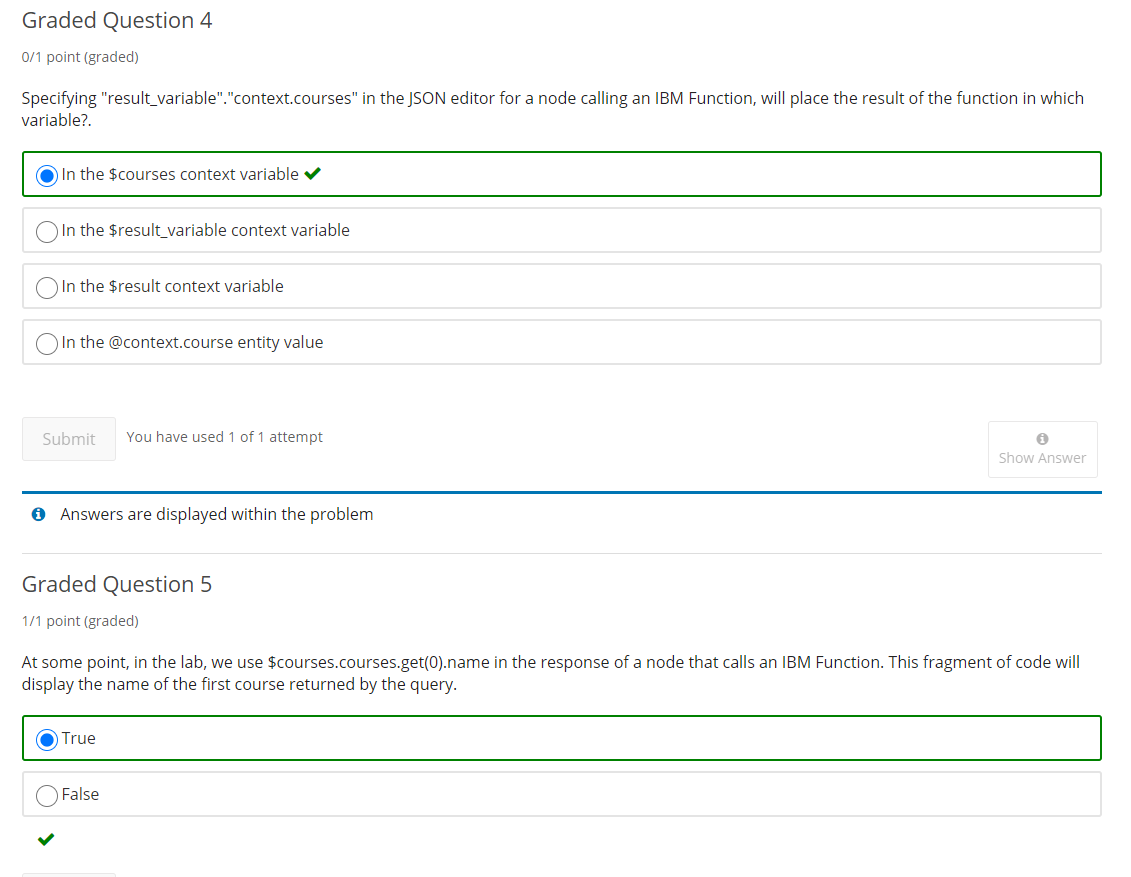 Graded Question 4
0/1 point (graded)
Specifying "result_variable"."context.courses" in the JSON editor for a node calling an IBM Function, will place the result of the function in which
variable?.
In the $courses context variable
In the $result_variable context variable
In the $result context variable
In the @context.course entity value
Submit
You have used 1 of 1 attempt
Show Answer
Answers are displayed within the problem
Graded Question 5
1/1 point (graded)
At some point, in the lab, we use $courses.courses.get(0).name in the response of a node that calls an IBM Function. This fragment of code will
display the name of the first course returned by the query.
True
False